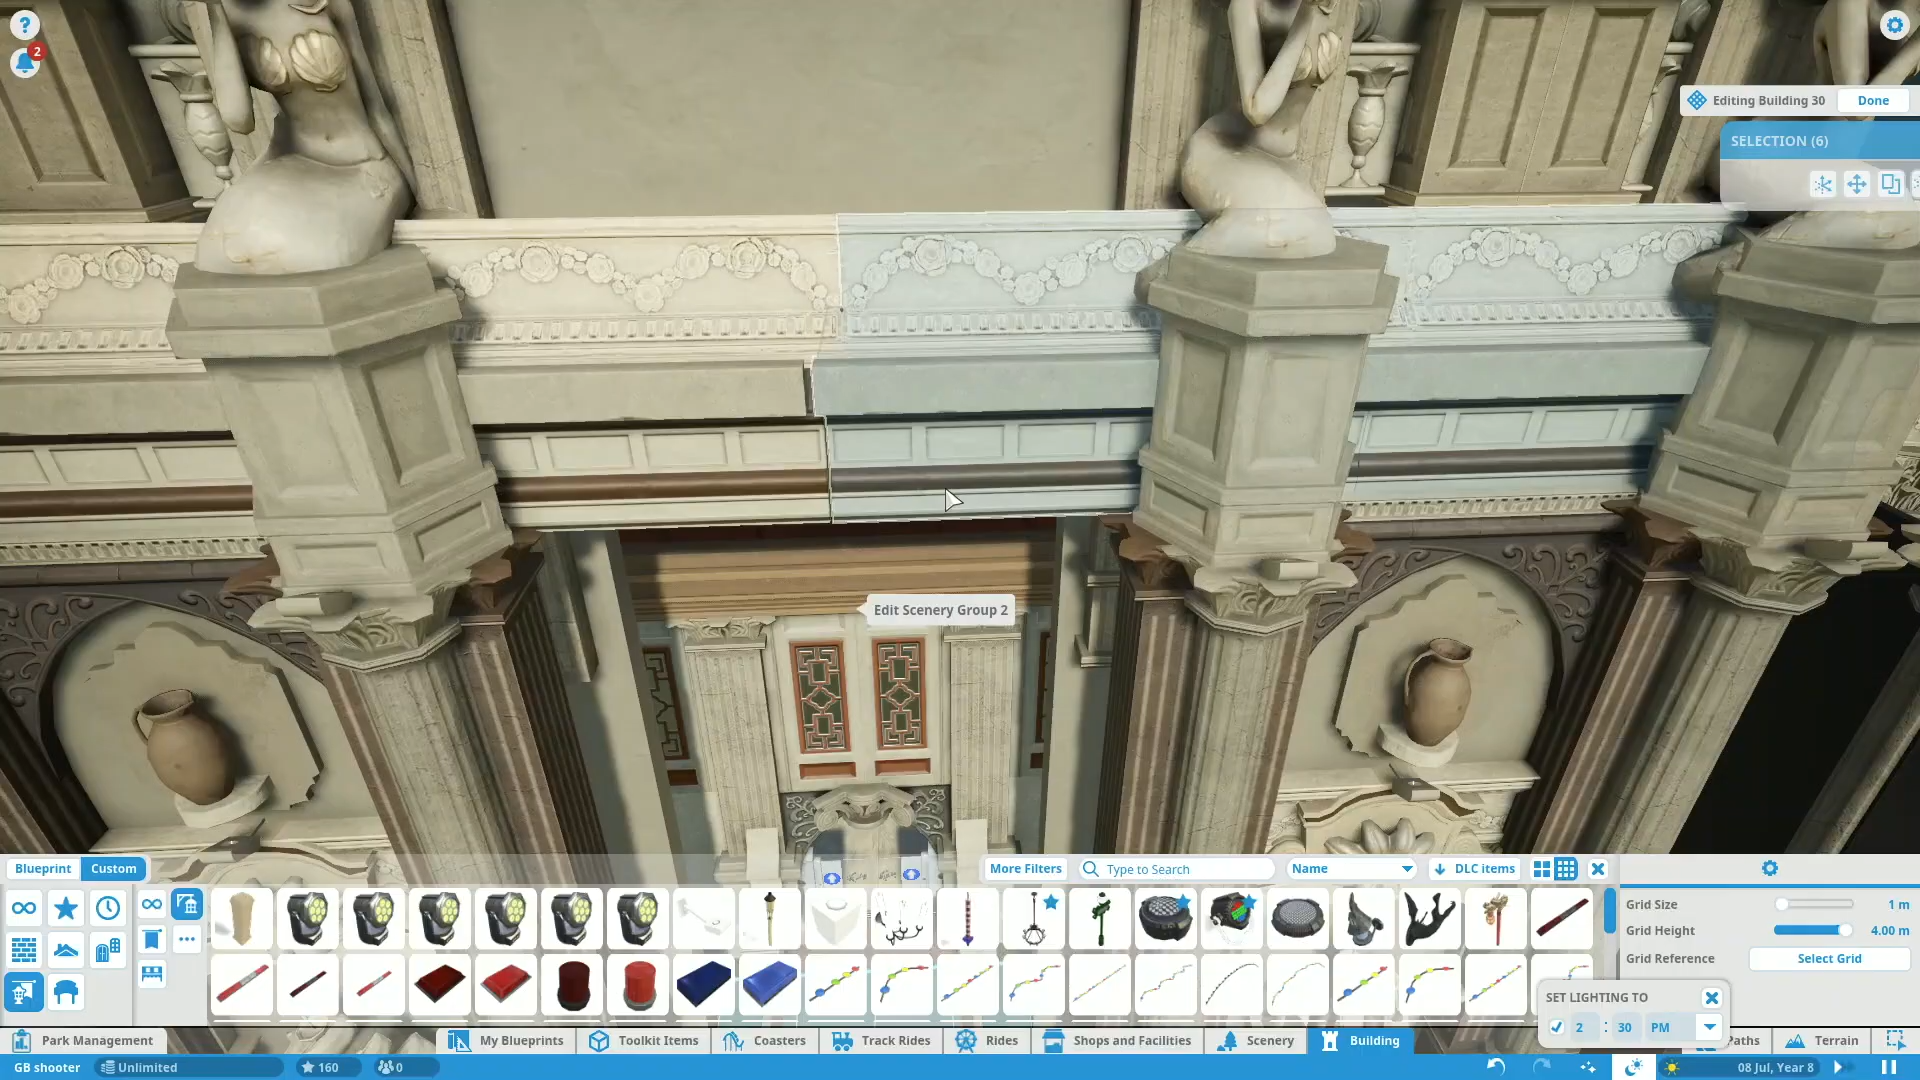 ?
2
Editing Building 30
Done
SELECTION (6)
Edit Scenery Group 2
Blueprint
Custom
More Filters
Type to Search
Name
DLC items
Grid Size
1 m
Grid Height
4.00 m
Grid Reference
Select Grid
SET LIGHTING TO
2 : 30 PM
Park Management
My Blueprints
Toolkit Items
Coasters
Track Rides
Rides
Shops and Facilities
Scenery
Building
Paths
Terrain
GB shooter
Unlimited
160
0
08 Jul, Year 8